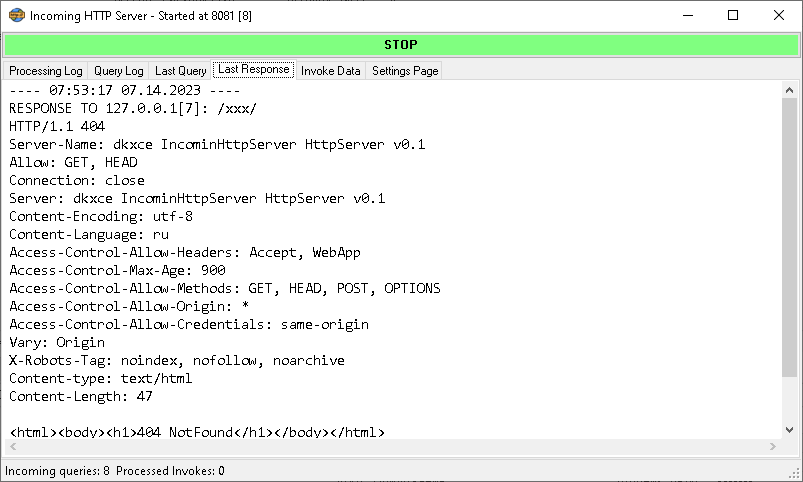 Incoming HTTP Server - Started at 8081 [8]
STOP
Processing Log Query Log Last Query Last Response Invoke Data Settings Page
---- 07:53:17 07.14.2023 ----
RESPONSE TO 127.0.0.1[7]: /xxx/
HTTP/1.1 404
Server-Name: dkxce IncominHttpServer HttpServer v0.1
Allow: GET, HEAD
Connection: close
Server: dkxce IncominHttpServer HttpServer v0.1
Content-Encoding: utf-8
Content-Language: ru
Access-Control-Allow-Headers: Accept, WebApp
Access-Control-Max-Age: 900
Access-Control-Allow-Methods: GET, HEAD, POST, OPTIONS
Access-Control-Allow-Origin: *
Access-Control-Allow-Credentials: same-origin
Vary: Origin
X-Robots-Tag: noindex, nofollow, noarchive
Content-type: text/html
Content-Length: 47
<html><body><h1>404 NotFound</h1></body></html>
Incoming queries: 8 Processed Invokes: 0